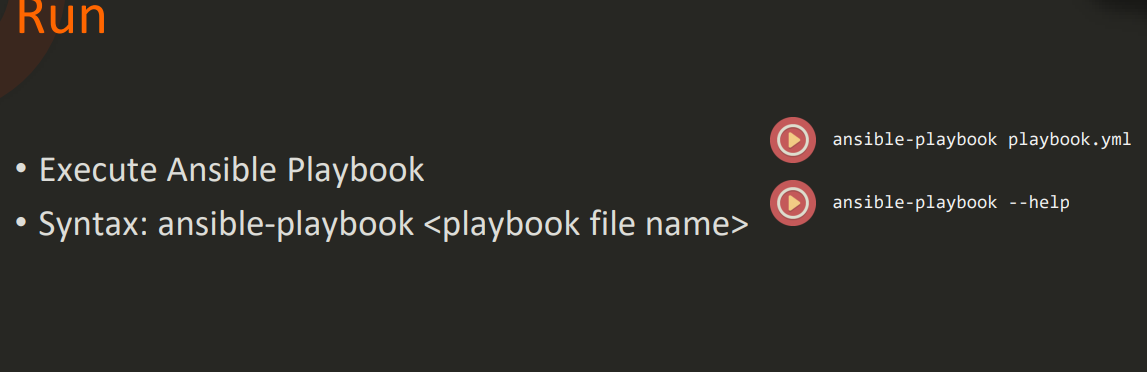 Run
• Execute Ansible Playbook
• Syntax: ansible-playbook <playbook file name>
ansible-playbook playbook.yml
ansible-playbook --help